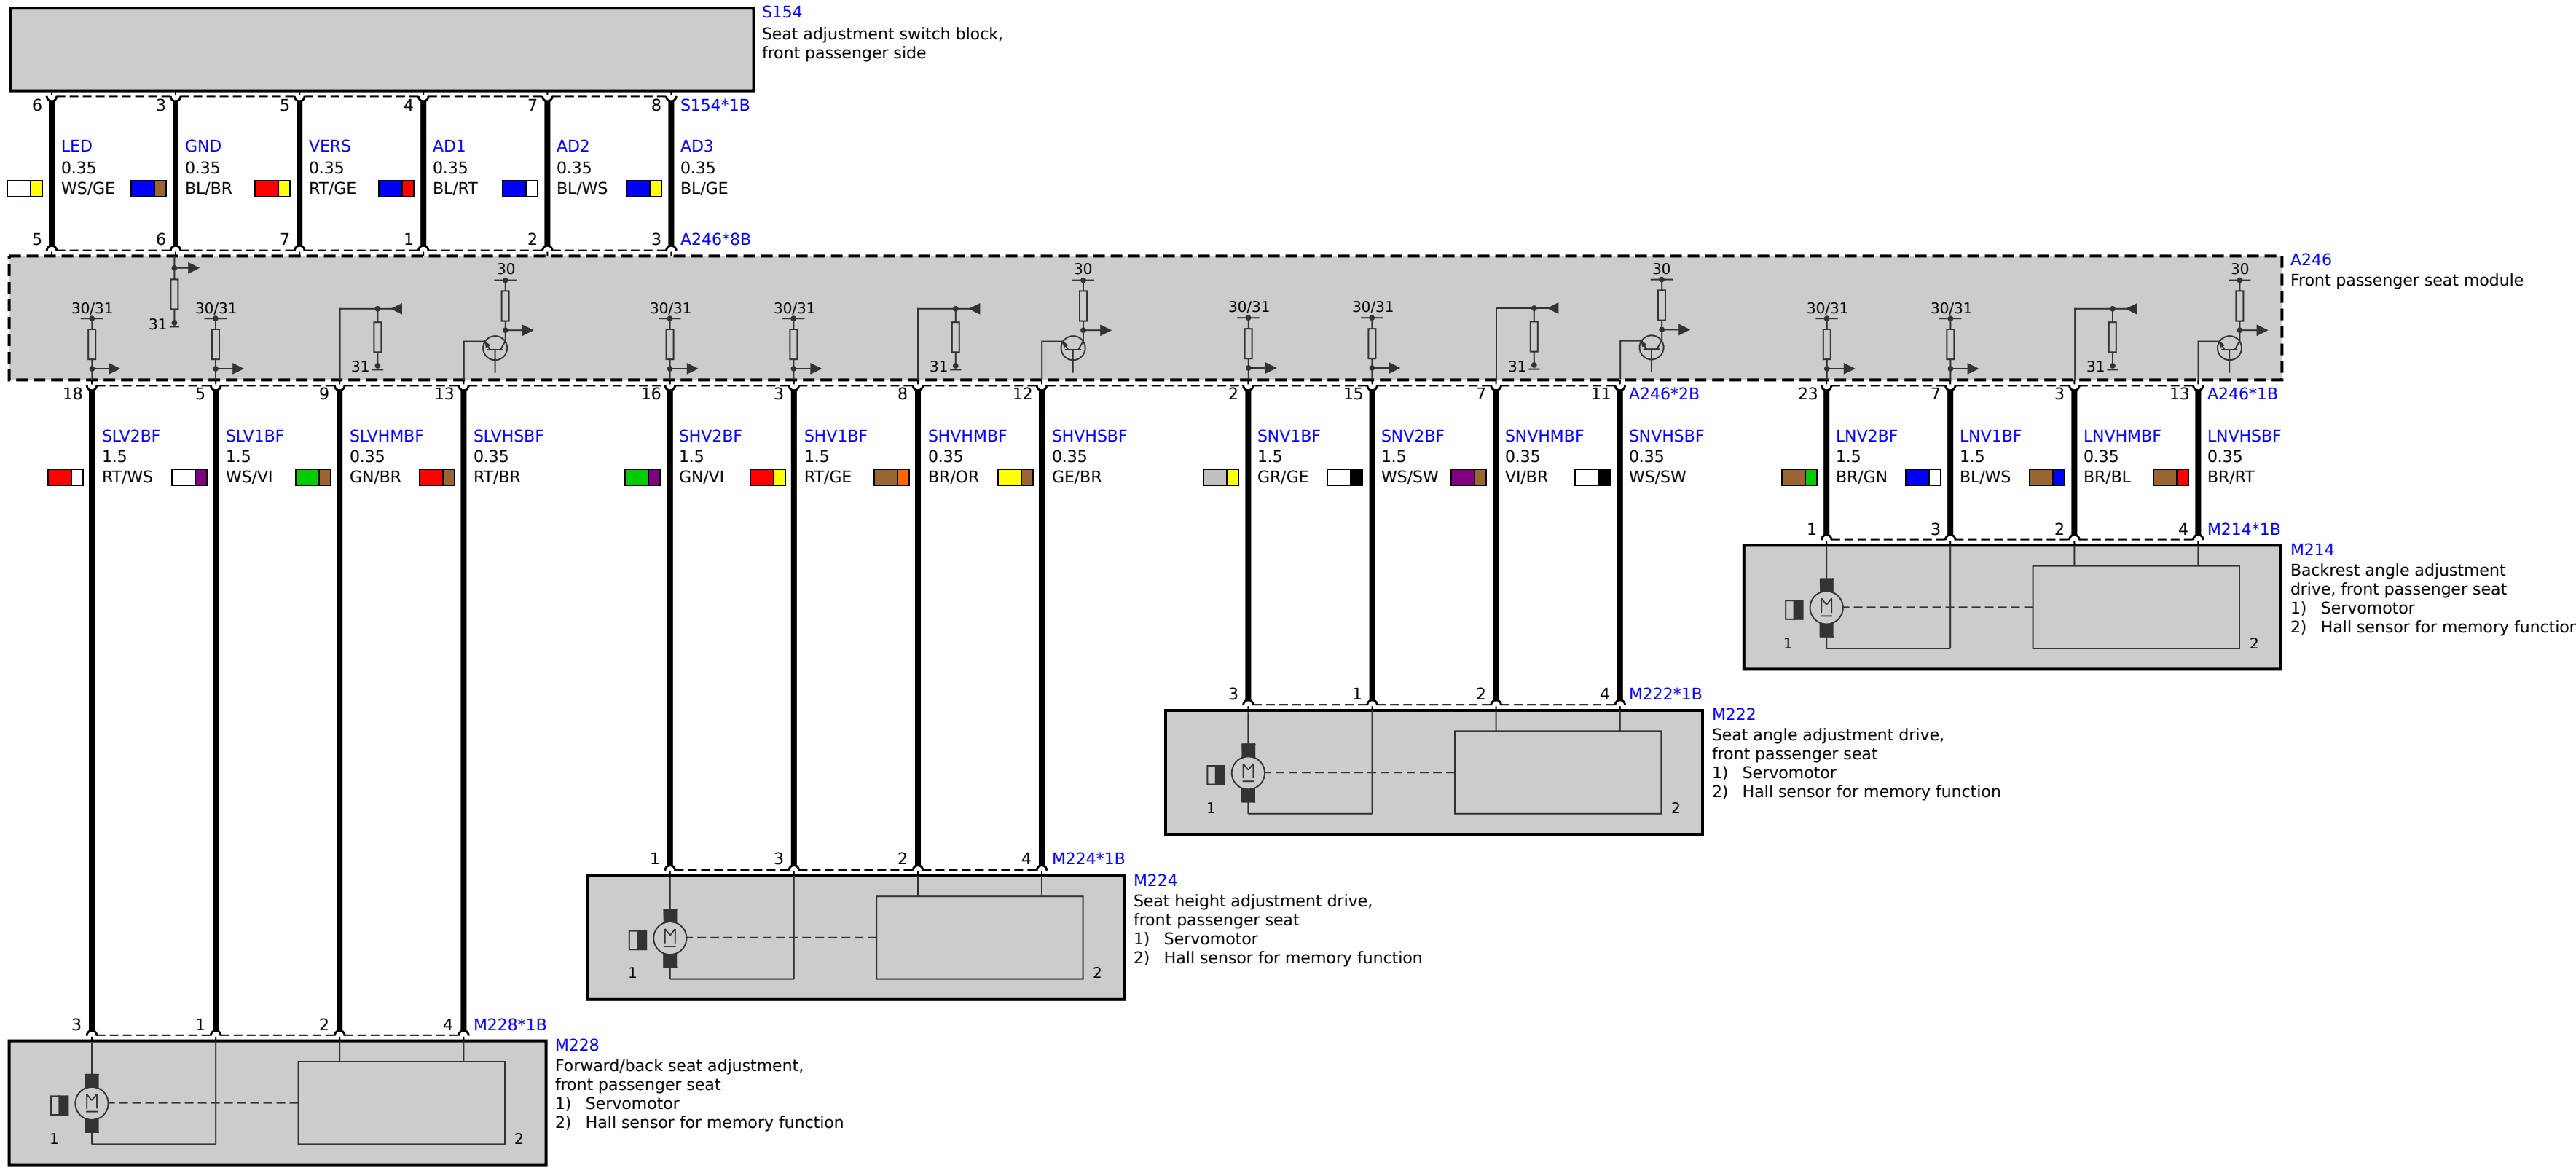 S154
Seat adjustment switch block,
front passenger side
6 3 5 4 7 8 S154*1B
LED GND VERS AD1 AD2 AD3
0.35 0.35 0.35 0.35 0.35 0.35
WS/GE BL/BR RT/GE BL/RT BL/WS BL/GE
5 6 7 1 2 3 A246*8B
A246
Front passenger seat module
30 30 30 30
30/31 31 30/31 30/31 30/31 30/31 30/31 30/31 30/31
31 31 31 31
18 5 9 13 16 3 8 12 2 15 7 11 A246*2B 23 7 3 13 A246*1B
SLV2BF SLV1BF SLVHMBF SLVHSBF SHV2BF SHV1BF SHVHMBF SHVHSBF SNV1BF SNV2BF SNVHMBF SNVHSBF LNV2BF LNV1BF LNVHMBF LNVHSBF
1.5 1.5 0.35 0.35 1.5 1.5 0.35 0.35 1.5 1.5 0.35 0.35 1.5 1.5 0.35 0.35
RT/WS WS/VI GN/BR RT/BR GN/VI RT/GE BR/OR GE/BR GR/GE WS/SW VI/BR WS/SW BR/GN BL/WS BR/BL BR/RT
1 3 2 4 M214*1B
M214
Backrest angle adjustment
drive, front passenger seat
1) Servomotor
2) Hall sensor for memory function
M
1 2
3 1 2 4 M222*1B
M222
Seat angle adjustment drive,
front passenger seat
1) Servomotor
2) Hall sensor for memory function
M
1 2
1 3 2 4 M224*1B
M224
Seat height adjustment drive,
front passenger seat
1) Servomotor
2) Hall sensor for memory function
M
1 2
3 1 2 4 M228*1B
M228
Forward/back seat adjustment,
front passenger seat
1) Servomotor
2) Hall sensor for memory function
M
1 2